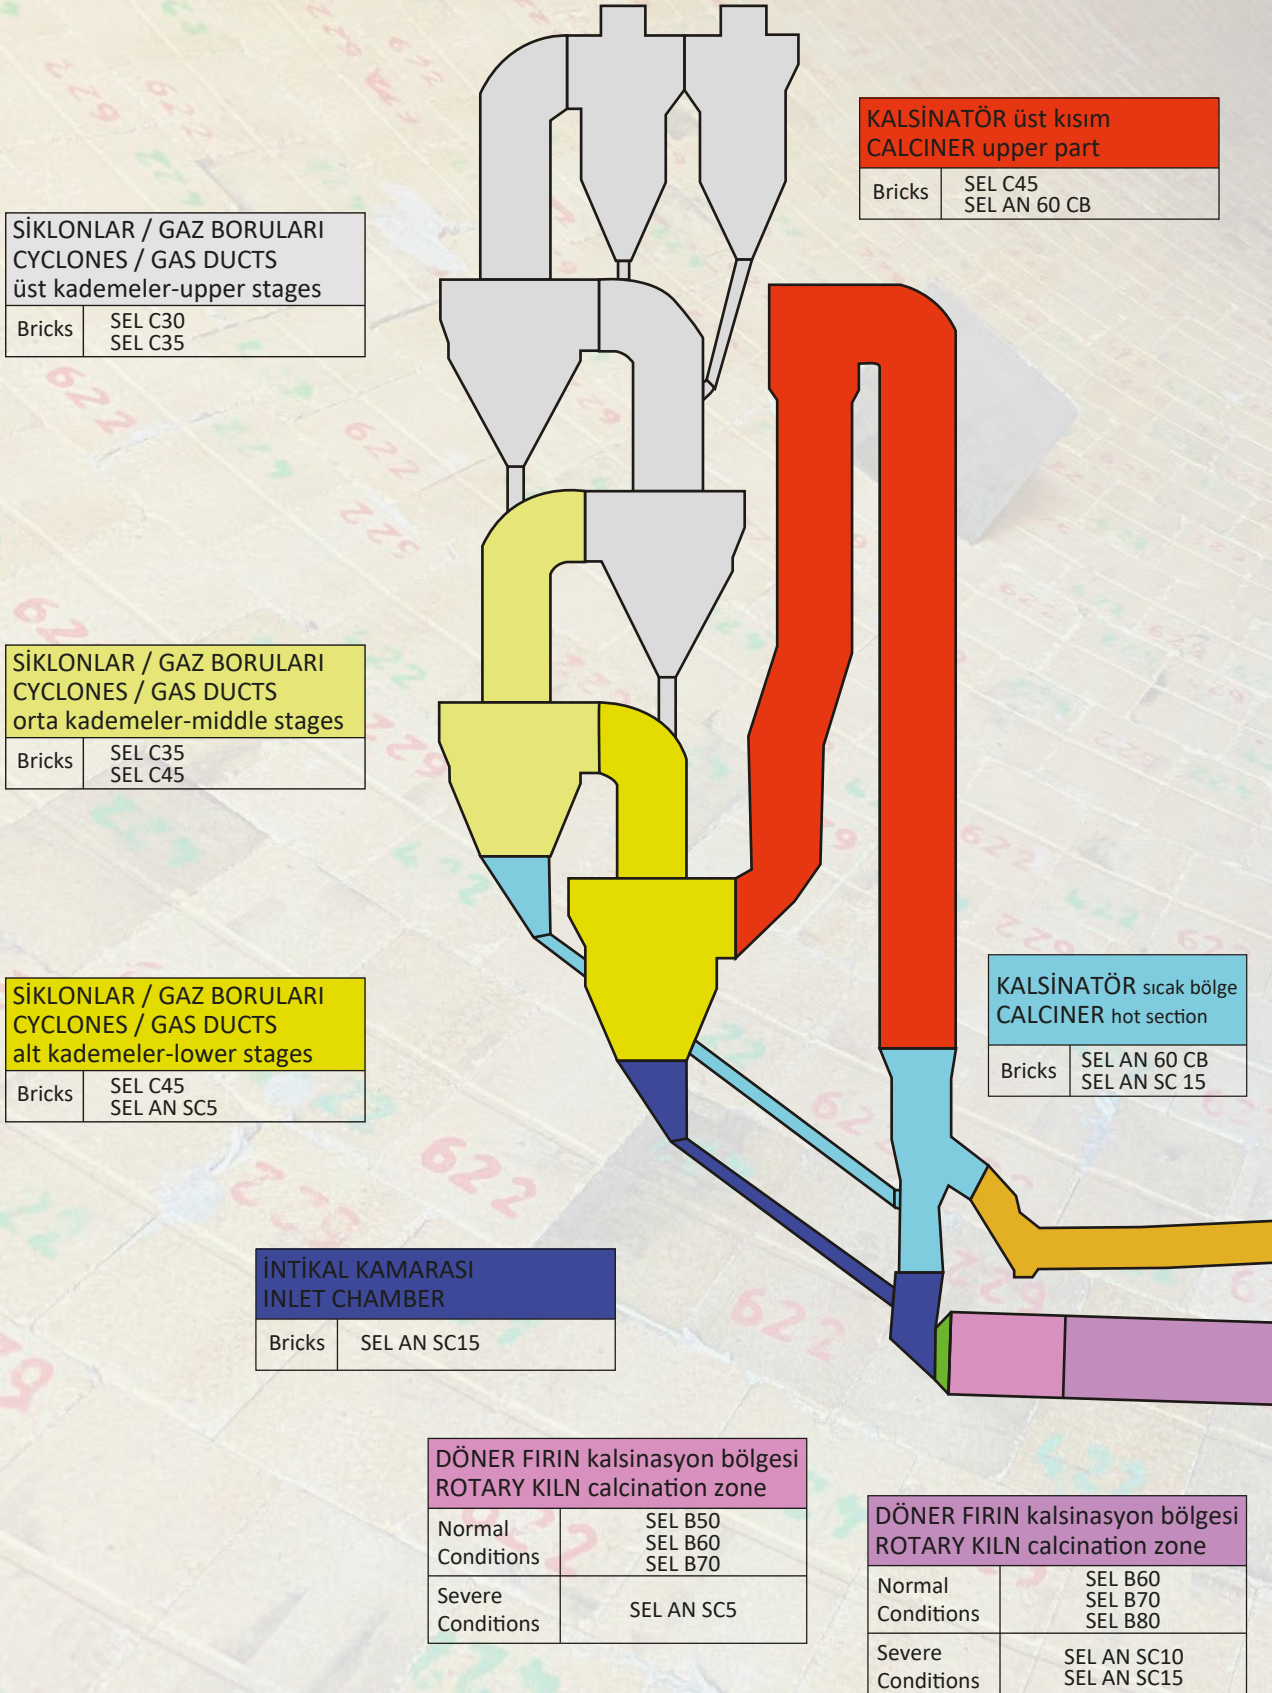 KALSİNATÖR üst kısım
CALCINER upper part
Bricks
SEL C45
SEL AN 60 CB
SİKLONLAR / GAZ BORULARI
CYCLONES / GAS DUCTS
üst kademeler-upper stages
Bricks
SEL C30
SEL C35
SİKLONLAR / GAZ BORULARI
CYCLONES / GAS DUCTS
orta kademeler-middle stages
Bricks
SEL C35
SEL C45
KALSİNATÖR sıcak bölge
CALCINER hot section
Bricks
SEL AN 60 CB
SEL AN SC 15
SİKLONLAR / GAZ BORULARI
CYCLONES / GAS DUCTS
alt kademeler-lower stages
Bricks
SEL C45
SEL AN SC5
İNTİKAL KAMARASI
INLET CHAMBER
Bricks
SEL AN SC15
DÖNER FIRIN kalsinasyon bölgesi
ROTARY KILN calcination zone
Normal
Conditions
SEL B50
SEL B60
SEL B70
Severe
Conditions
SEL AN SC5
DÖNER FIRIN kalsinasyon bölgesi
ROTARY KILN calcination zone
Normal
Conditions
SEL B60
SEL B70
SEL B80
Severe
Conditions
SEL AN SC10
SEL AN SC15